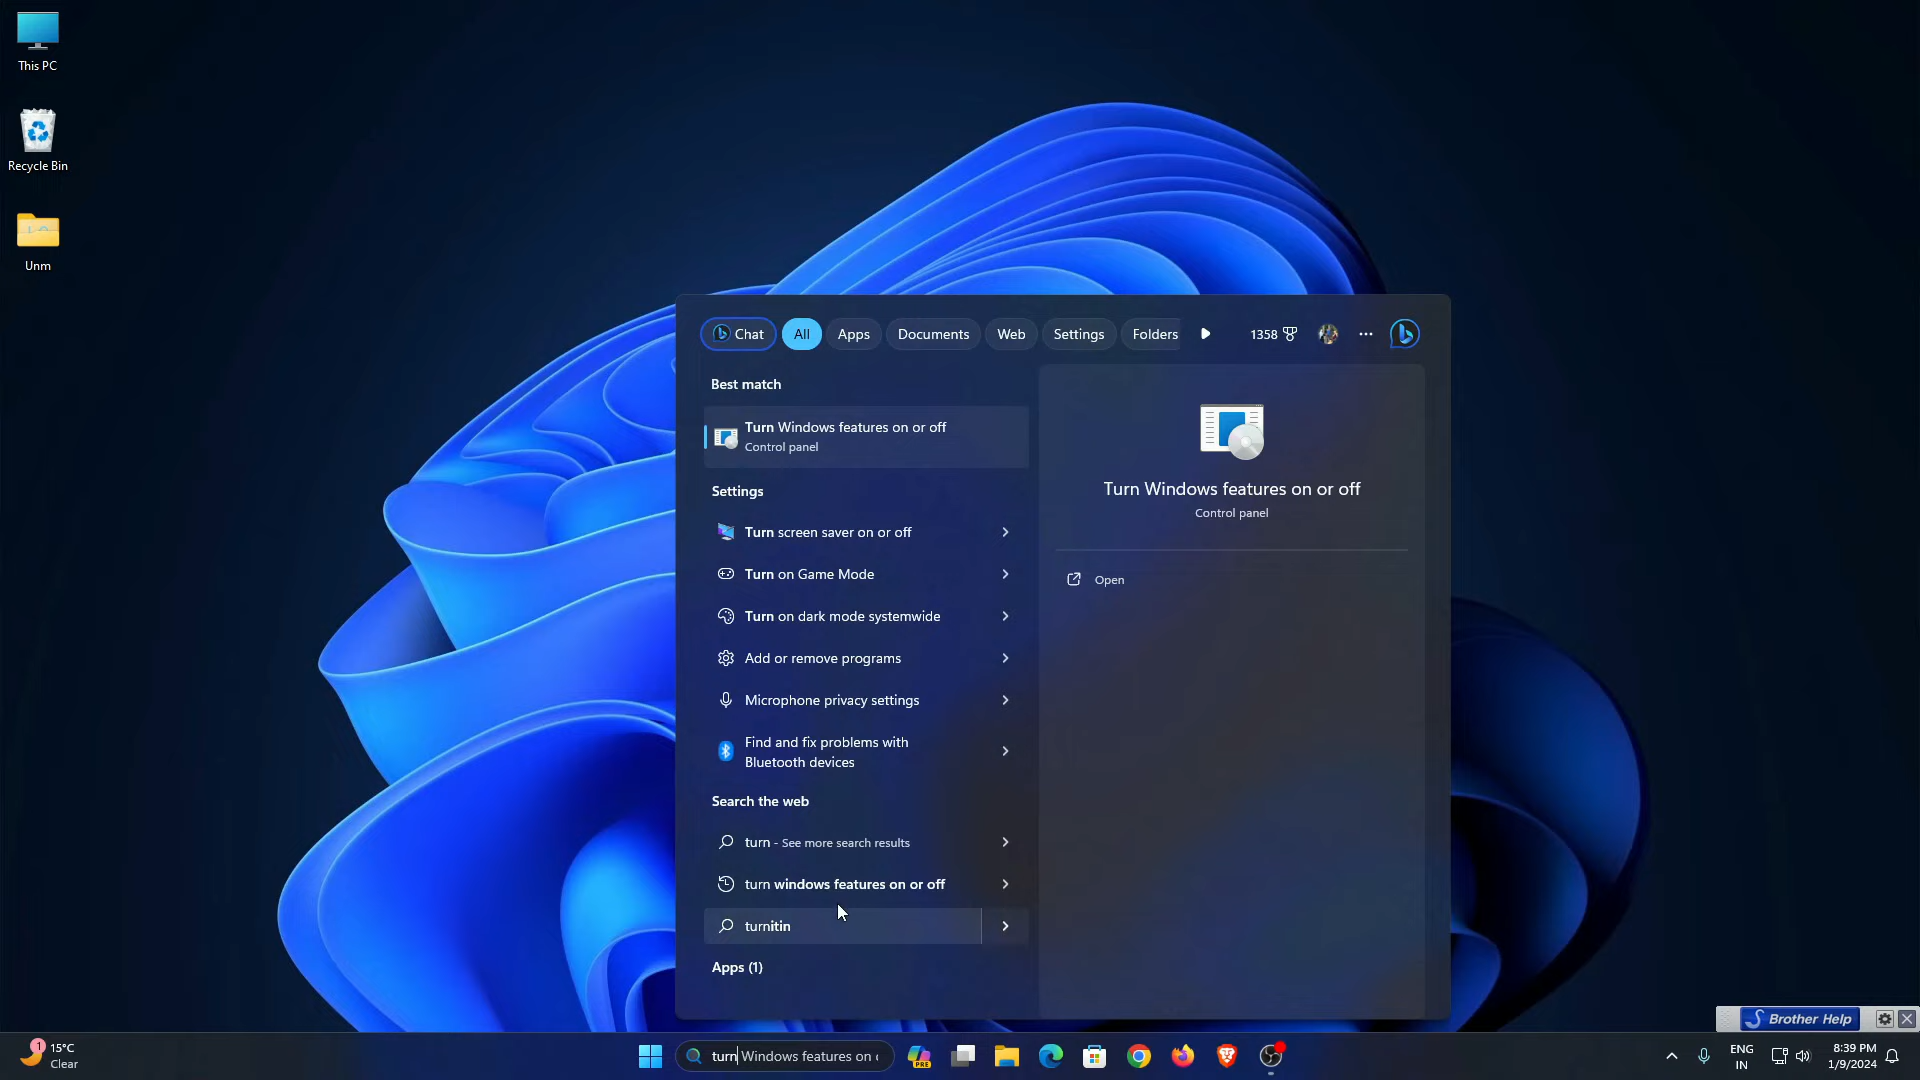 This PC
Recycle Bin
Unm
Chat
All
Apps
Documents
Web
Settings
Folders
1358
Best match
Turn Windows features on or off
Control panel
Settings
Turn screen saver on or off
Turn on Game Mode
Turn on dark mode systemwide
Add or remove programs
Microphone privacy settings
Find and fix problems with
Bluetooth devices
Search the web
turn - See more search results
turn windows features on or off
turnitin
Apps (1)
Turn Windows features on or off
Control panel
Open
Brother Help
1
15°C
Clear
turn Windows features on
PRE
ENG
IN
8:39 PM
1/9/2024